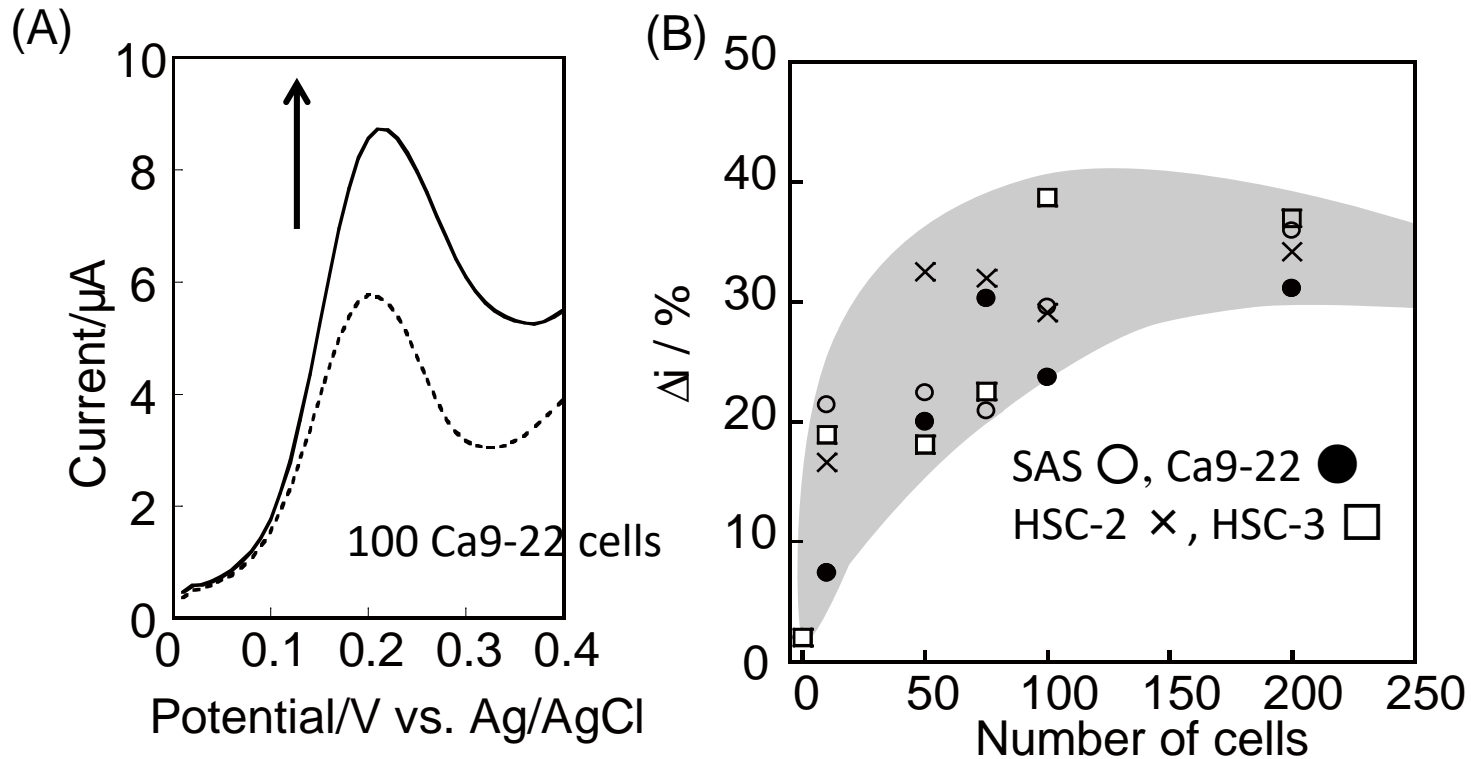 (A)
10
8
6
4
2
0
Current/µA
0 0.1 0.2 0.3 0.4
Potential/V vs. Ag/AgCl
100 Ca9-22 cells
(B)
50
40
30
20
10
0
Δi / %
0 50 100 150 200 250
Number of cells
SAS ○, Ca9-22 ●
HSC-2 ×, HSC-3 □